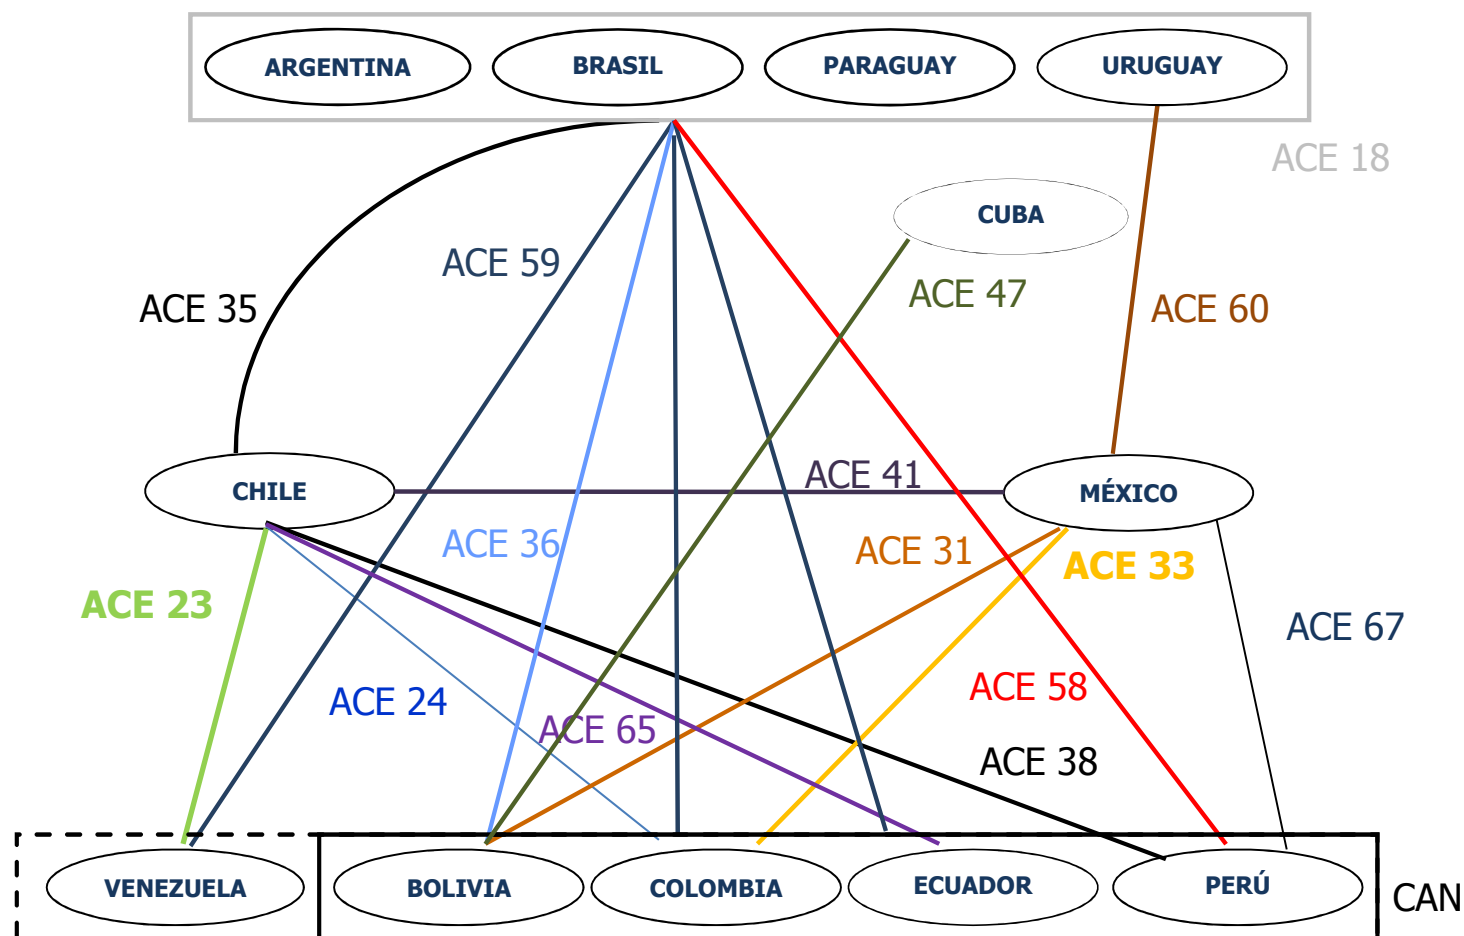 ARGENTINA
BRASIL
PARAGUAY
URUGUAY
ACE 18
CUBA
ACE 59
ACE 47
ACE 35
ACE 60
ACE 41
CHILE
MÉXICO
ACE 36
ACE 31
ACE 33
ACE 23
ACE 67
ACE 24
ACE 58
ACE 65
ACE 38
VENEZUELA
BOLIVIA
COLOMBIA
ECUADOR
PERÚ
CAN